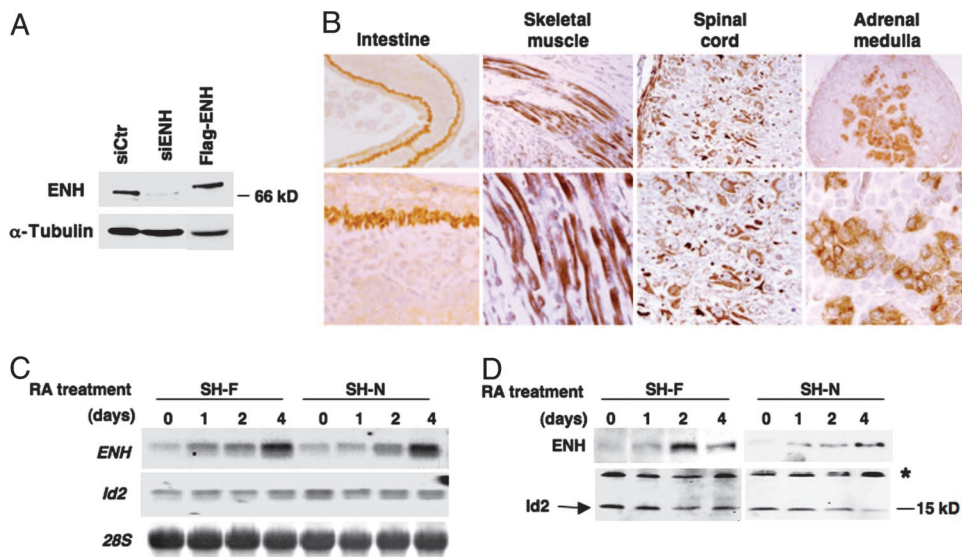 A
siCtr
siENH
Flag-ENH
ENH
66 kD
α-Tubulin
B
Intestine
Skeletal
muscle
Spinal
cord
Adrenal
medulla
C
RA treatment
SH-F
SH-N
(days)
0 1 2 4 0 1 2 4
ENH
Id2
28S
D
RA treatment
SH-F
SH-N
(days)
0 1 2 4 0 1 2 4
ENH
*
Id2
15 kD